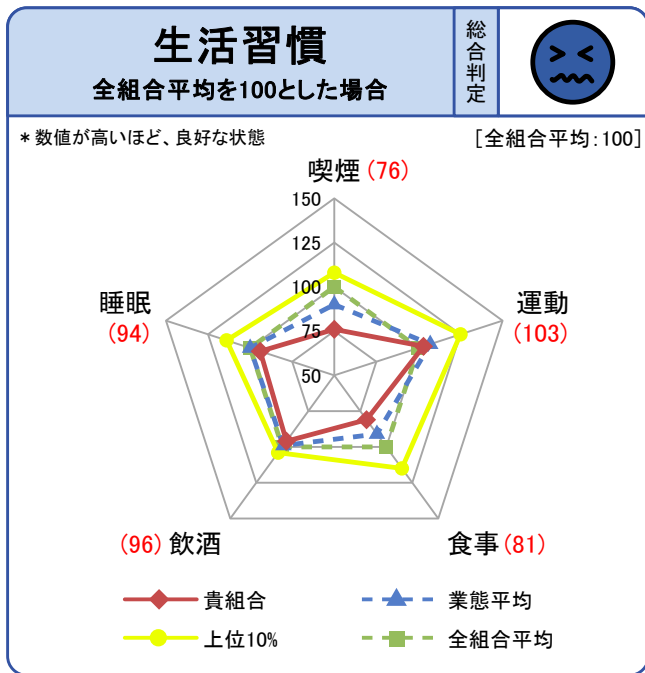 生活習慣
全組合平均を100とした場合
総合判定
*数値が高いほど、良好な状態
[全組合平均:100]
喫煙(76)
150
125
100
75
50
睡眠
(94)
運動
(103)
(96)飲酒
食事(81)
貴組合
業態平均
上位10%
全組合平均